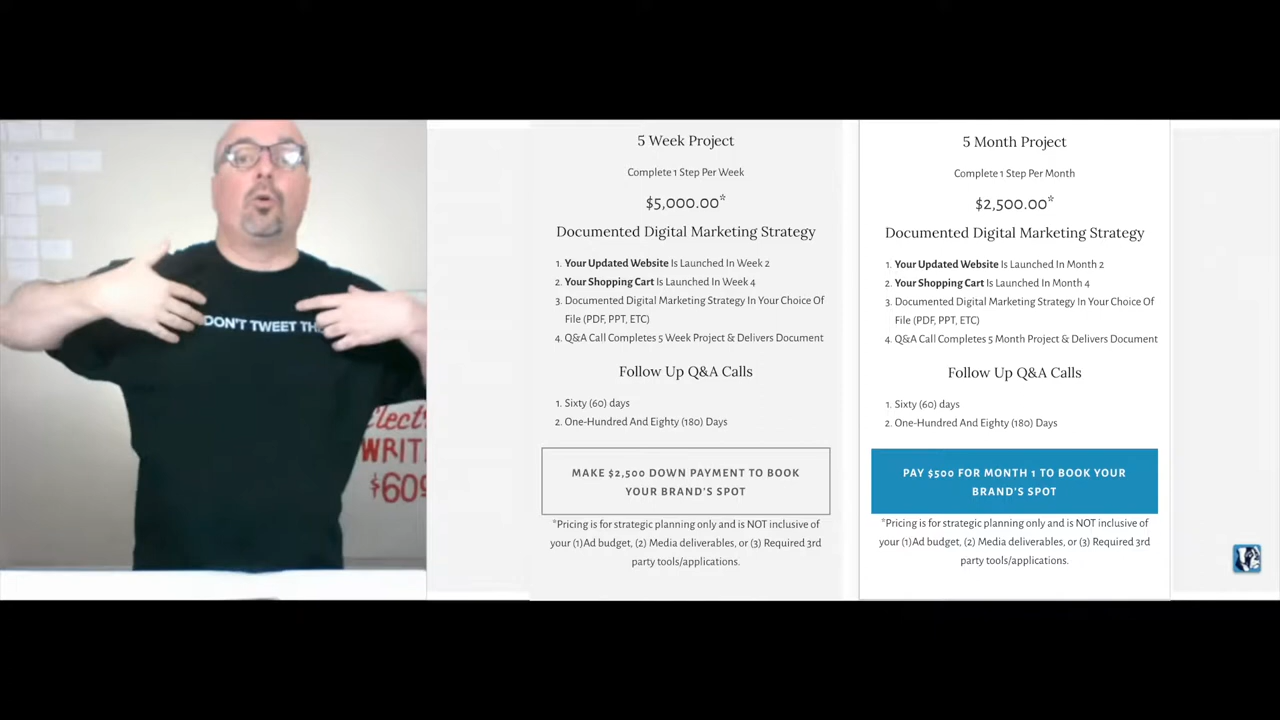 DON'T TWEET TH
Elect
WRIT
$60
5 Week Project
Complete 1 Step Per Week
$5,000.00*
Documented Digital Marketing Strategy
1. Your Updated Website Is Launched In Week 2
2. Your Shopping Cart Is Launched In Week 4
3. Documented Digital Marketing Strategy In Your Choice Of
File (PDF, PPT, ETC)
4. Q&A Call Completes 5 Week Project & Delivers Document
Follow Up Q&A Calls
1. Sixty (60) days
2. One-Hundred And Eighty (180) Days
MAKE $2,500 DOWN PAYMENT TO BOOK
YOUR BRAND'S SPOT
*Pricing is for strategic planning only and is NOT inclusive of
your (1)Ad budget, (2) Media deliverables, or (3) Required 3rd
party tools/applications.
5 Month Project
Complete 1 Step Per Month
$2,500.00*
Documented Digital Marketing Strategy
1. Your Updated Website Is Launched In Month 2
2. Your Shopping Cart Is Launched In Month 4
3. Documented Digital Marketing Strategy In Your Choice Of
File (PDF, PPT, ETC)
4. Q&A Call Completes 5 Month Project & Delivers Document
Follow Up Q&A Calls
1. Sixty (60) days
2. One-Hundred And Eighty (180) Days
PAY $500 FOR MONTH 1 TO BOOK YOUR
BRAND'S SPOT
*Pricing is for strategic planning only and is NOT inclusive of
your (1)Ad budget, (2) Media deliverables, or (3) Required 3rd
party tools/applications.